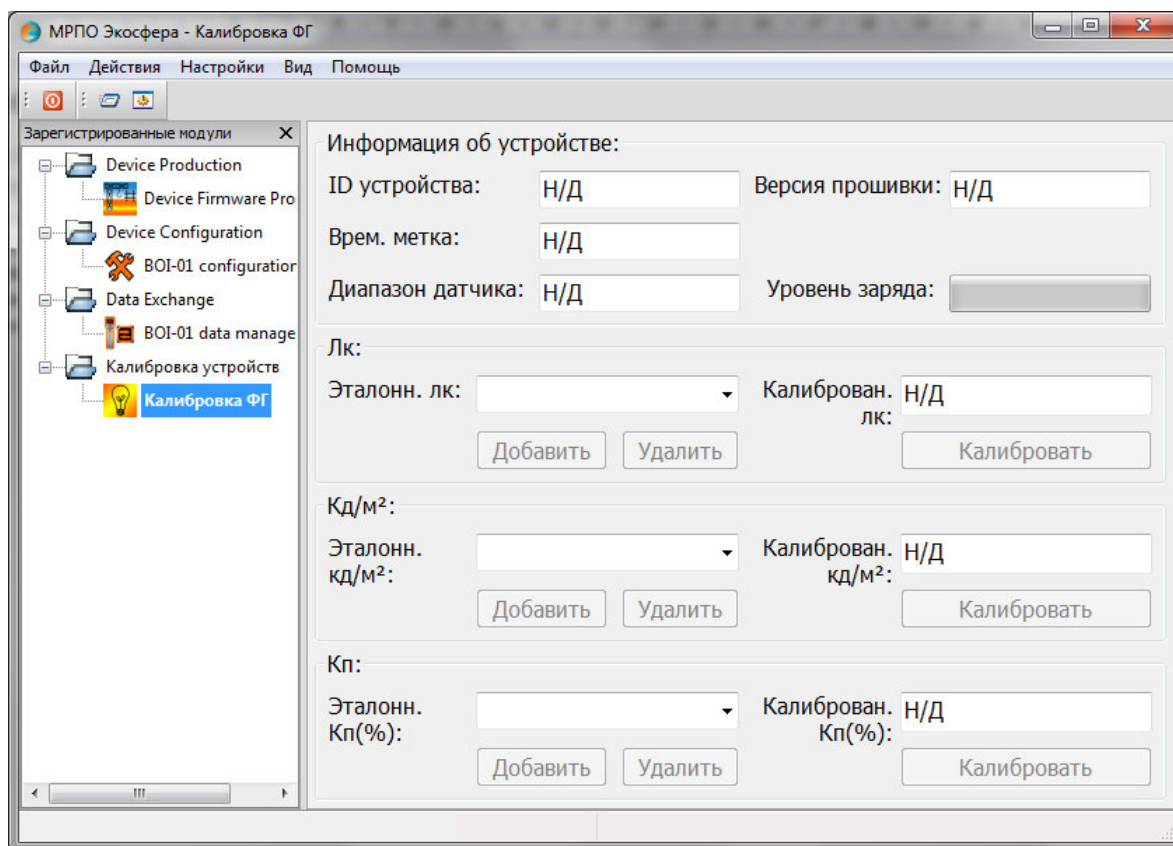 МРПО Экосфера - Калибровка ФГ
Файл Действия Настройки Вид Помощь
Зарегистрированные модули
Device Production
Device Firmware Pro
Device Configuration
BOI-01 configuration
Data Exchange
BOI-01 data manage
Калибровка устройств
Калибровка ФГ
Информация об устройстве:
ID устройства: Н/Д Версия прошивки: Н/Д
Врем. метка: Н/Д
Диапазон датчика: Н/Д Уровень заряда:
Лк:
Эталонн. лк: Калиброван. лк: Н/Д
Добавить Удалить Калибровать
Кд/м²:
Эталонн. кд/м²: Калиброван. кд/м²: Н/Д
Добавить Удалить Калибровать
Кп:
Эталонн. Кп(%): Калиброван. Кп(%): Н/Д
Добавить Удалить Калибровать